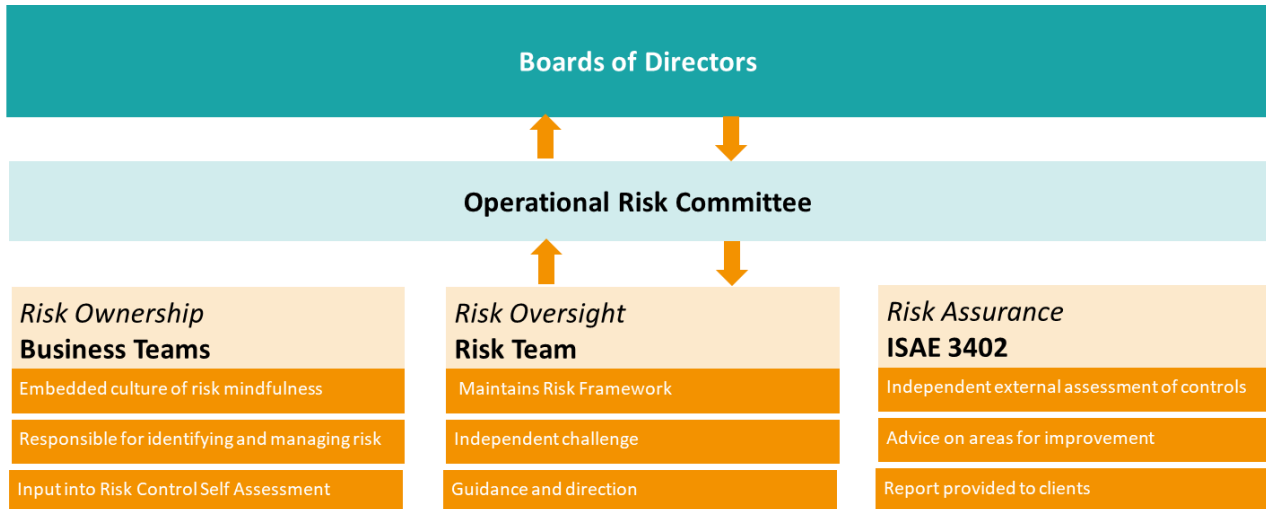 Boards of Directors
Operational Risk Committee
Risk Ownership
Business Teams
Embedded culture of risk mindfulness
Responsible for identifying and managing risk
Input into Risk Control Self Assessment
Risk Oversight
Risk Team
Maintains Risk Framework
Independent challenge
Guidance and direction
Risk Assurance
ISAE 3402
Independent external assessment of controls
Advice on areas for improvement
Report provided to clients